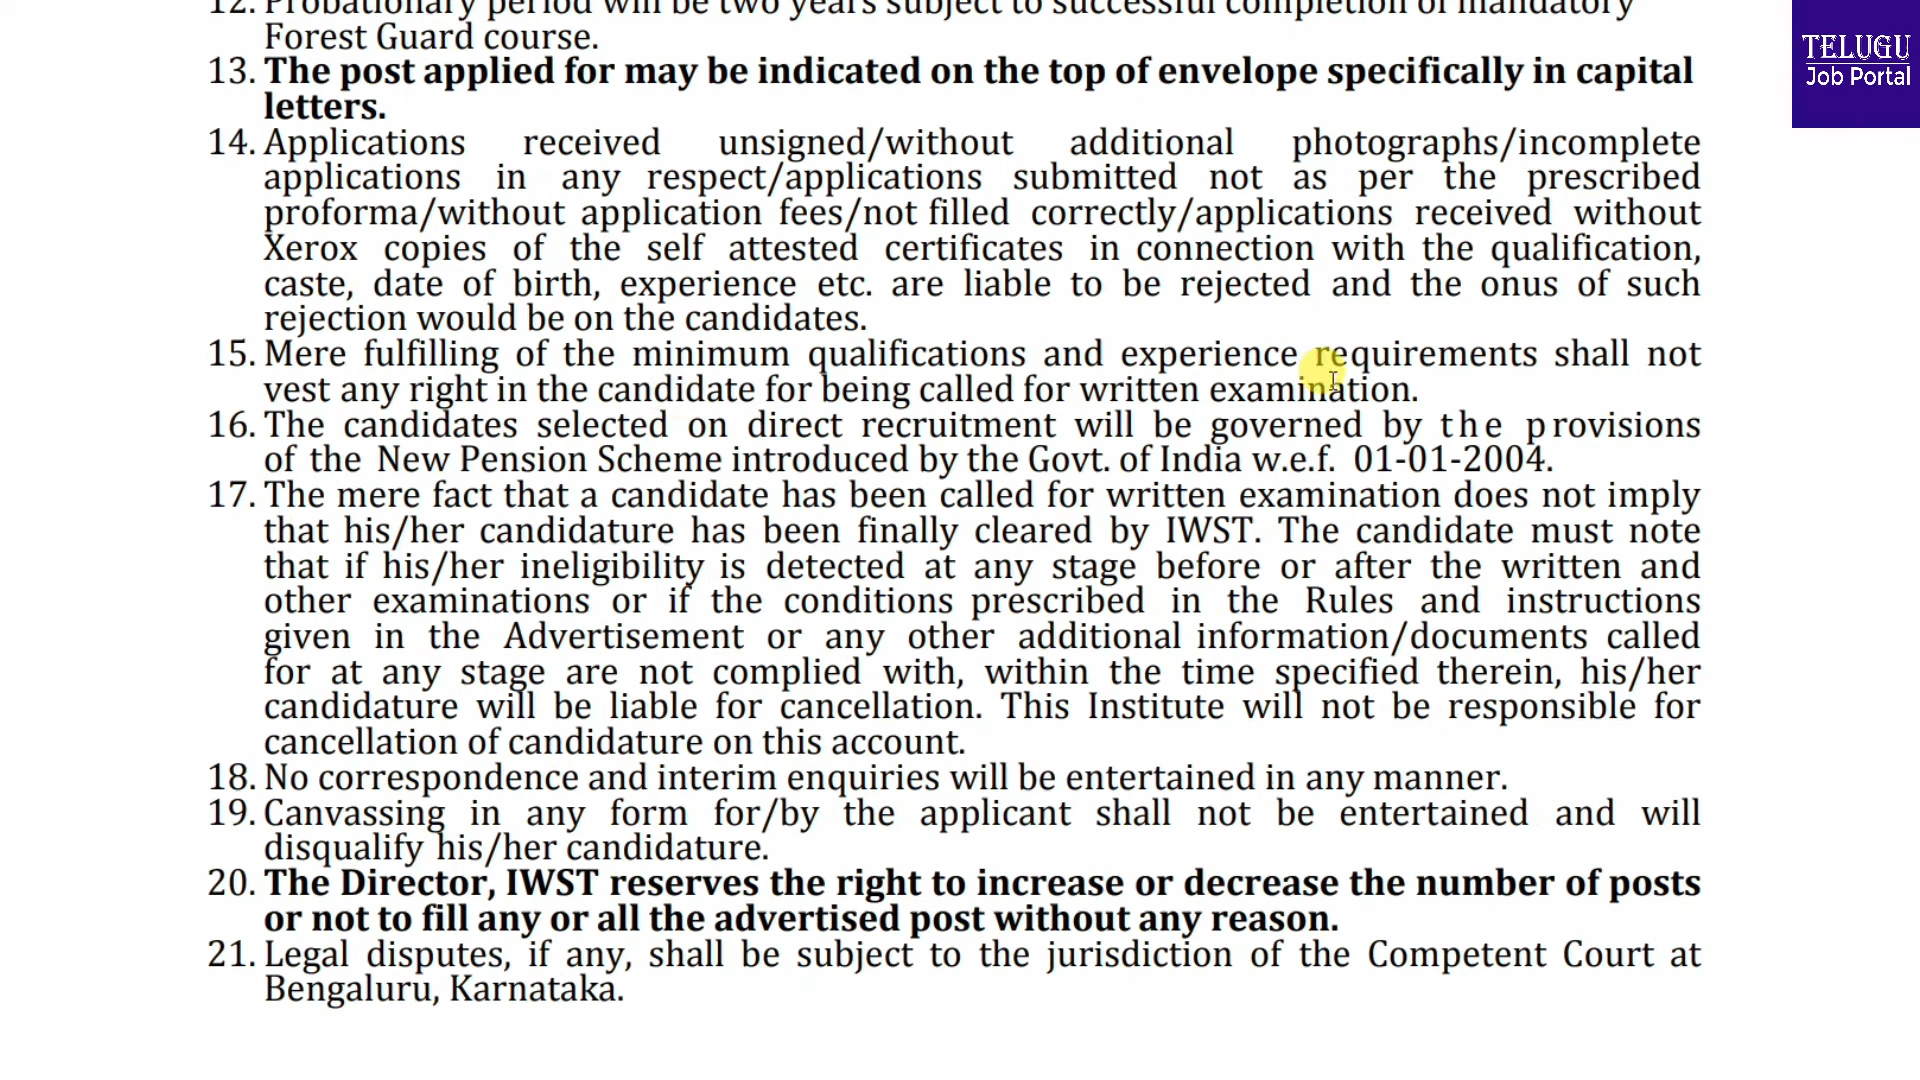 12. Probationary period will be two years subject to successful completion of mandatory
Forest Guard course.
13. The post applied for may be indicated on the top of envelope specifically in capital
letters.
14. Applications received unsigned/without additional photographs/incomplete
applications in any respect/applications submitted not as per the prescribed
proforma/without application fees/not filled correctly/applications received without
Xerox copies of the self attested certificates in connection with the qualification,
caste, date of birth, experience etc. are liable to be rejected and the onus of such
rejection would be on the candidates.
15. Mere fulfilling of the minimum qualifications and experience requirements shall not
vest any right in the candidate for being called for written examination.
16. The candidates selected on direct recruitment will be governed by the provisions
of the New Pension Scheme introduced by the Govt. of India w.e.f. 01-01-2004.
17. The mere fact that a candidate has been called for written examination does not imply
that his/her candidature has been finally cleared by IWST. The candidate must note
that if his/her ineligibility is detected at any stage before or after the written and
other examinations or if the conditions prescribed in the Rules and instructions
given in the Advertisement or any other additional information/documents called
for at any stage are not complied with, within the time specified therein, his/her
candidature will be liable for cancellation. This Institute will not be responsible for
cancellation of candidature on this account.
18. No correspondence and interim enquiries will be entertained in any manner.
19. Canvassing in any form for/by the applicant shall not be entertained and will
disqualify his/her candidature.
20. The Director, IWST reserves the right to increase or decrease the number of posts
or not to fill any or all the advertised post without any reason.
21. Legal disputes, if any, shall be subject to the jurisdiction of the Competent Court at
Bengaluru, Karnataka.
TELUGU
Job Portal